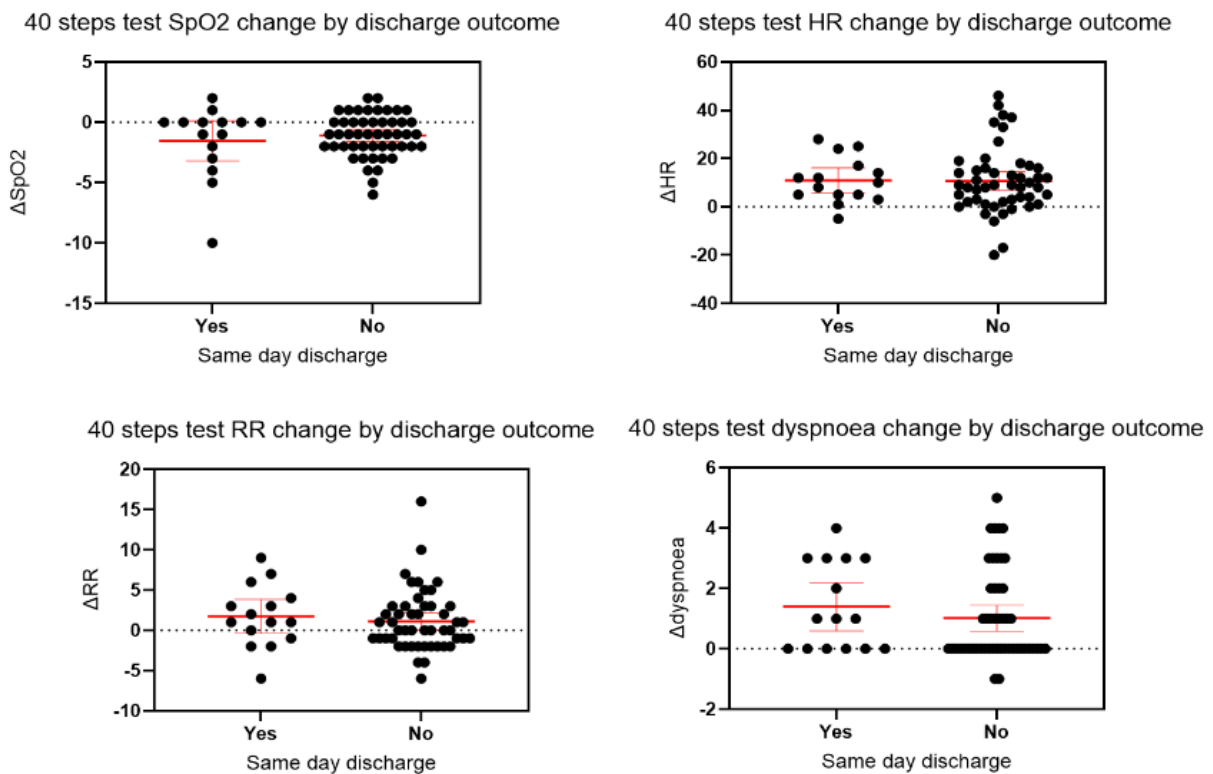 40 steps test SpO2 change by discharge outcome
5
0
-5
-10
-15
ΔSpO2
Yes
No
Same day discharge
40 steps test HR change by discharge outcome
60
40
20
0
-20
-40
ΔHR
Yes
No
Same day discharge
40 steps test RR change by discharge outcome
20
15
10
5
0
-5
-10
ΔRR
Yes
No
Same day discharge
40 steps test dyspnoea change by discharge outcome
6
4
2
0
-2
Δdyspnoea
Yes
No
Same day discharge